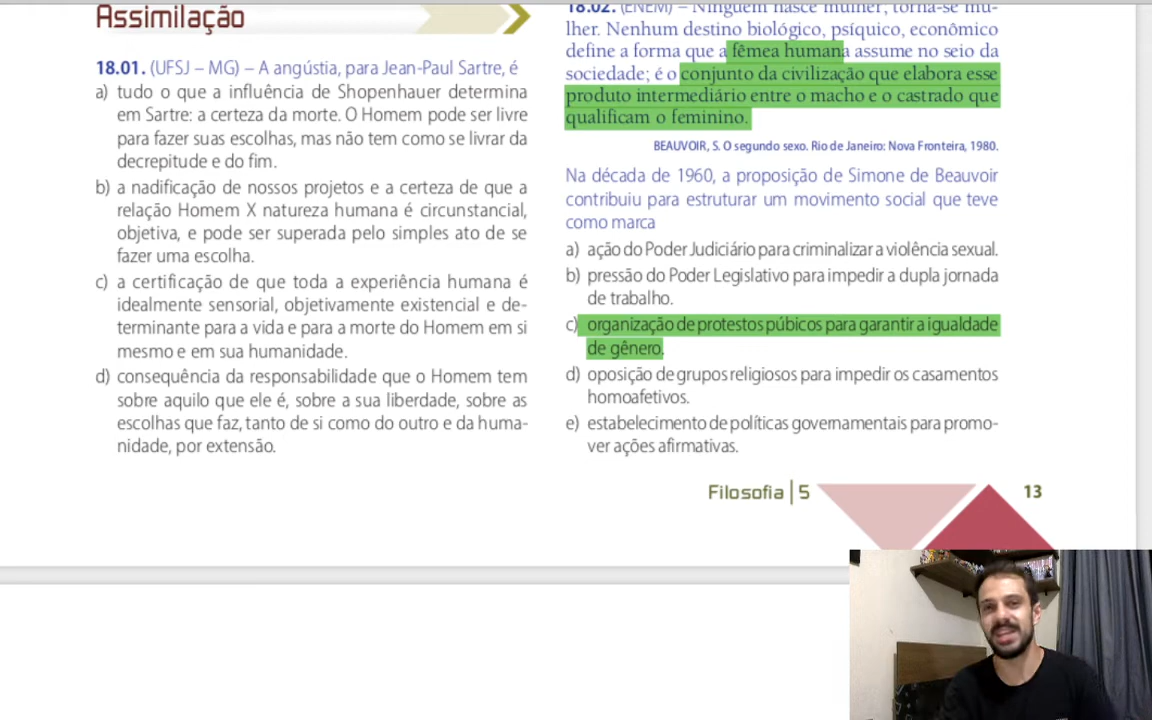 Assimilação
18.01. (UFSJ – MG) – A angústia, para Jean-Paul Sartre, é
a) tudo o que a influência de Shopenhauer determina
em Sartre: a certeza da morte. O Homem pode ser livre
para fazer suas escolhas, mas não tem como se livrar da
decrepitude e do fim.
b) a nadificação de nossos projetos e a certeza de que a
relação Homem X natureza humana é circunstancial,
objetiva, e pode ser superada pelo simples ato de se
fazer uma escolha.
c) a certificação de que toda a experiência humana é
idealmente sensorial, objetivamente existencial e de-
terminante para a vida e para a morte do Homem em si
mesmo e em sua humanidade.
d) consequência da responsabilidade que o Homem tem
sobre aquilo que ele é, sobre a sua liberdade, sobre as
escolhas que faz, tanto de si como do outro e da huma-
nidade, por extensão.
18.02. (ENEM) – Ninguém nasce mulher, torna-se mu-
lher. Nenhum destino biológico, psíquico, econômico
define a forma que a fêmea humana assume no seio da
sociedade; é o conjunto da civilização que elabora esse
produto intermediário entre o macho e o castrado que
qualificam o feminino.
BEAUVOIR, S. O segundo sexo. Rio de Janeiro: Nova Fronteira, 1980.
Na década de 1960, a proposição de Simone de Beauvoir
contribuiu para estruturar um movimento social que teve
como marca
a) ação do Poder Judiciário para criminalizar a violência sexual.
b) pressão do Poder Legislativo para impedir a dupla jornada
de trabalho.
c) organização de protestos púbicos para garantir a igualdade
de gênero.
d) oposição de grupos religiosos para impedir os casamentos
homoafetivos.
e) estabelecimento de políticas governamentais para promo-
ver ações afirmativas.
Filosofia | 5
13